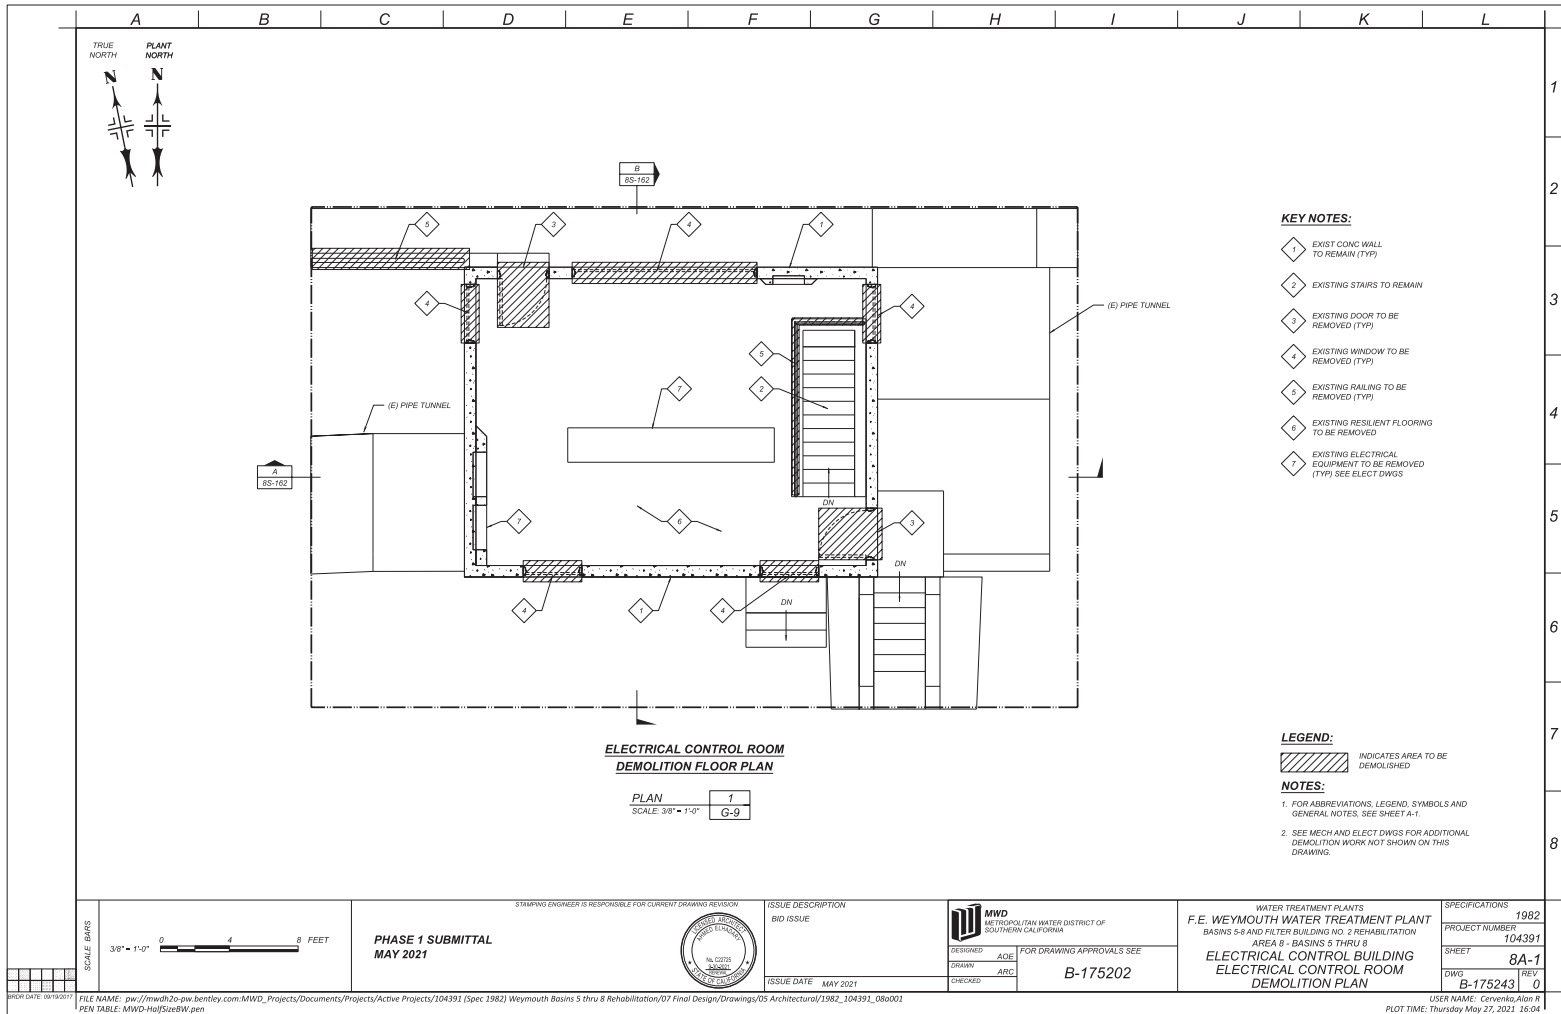 A B C D E F G H I J K L
TRUE
NORTH
PLANT
NORTH
N
N
1
2
3
4
5
6
7
8
B
8S-162
5
3
4
1
4
4
5
2
7
(E) PIPE TUNNEL
(E) PIPE TUNNEL
A
8S-162
7
6
3
DN
DN
DN
4
1
4
ELECTRICAL CONTROL ROOM
DEMOLITION FLOOR PLAN
PLAN
SCALE: 3/8" = 1'-0"
1
G-9
KEY NOTES:
1 EXIST CONC WALL
TO REMAIN (TYP)
2 EXISTING STAIRS TO REMAIN
3 EXISTING DOOR TO BE
REMOVED (TYP)
4 EXISTING WINDOW TO BE
REMOVED (TYP)
5 EXISTING RAILING TO BE
REMOVED (TYP)
6 EXISTING RESILIENT FLOORING
TO BE REMOVED
7 EXISTING ELECTRICAL
EQUIPMENT TO BE REMOVED
(TYP) SEE ELECT DWGS
LEGEND:
INDICATES AREA TO BE
DEMOLISHED
NOTES:
1. FOR ABBREVIATIONS, LEGEND, SYMBOLS AND
GENERAL NOTES, SEE SHEET A-1.
2. SEE MECH AND ELECT DWGS FOR ADDITIONAL
DEMOLITION WORK NOT SHOWN ON THIS
DRAWING.
SCALE BARS
3/8" = 1'-0"
0 4 8 FEET
PHASE 1 SUBMITTAL
MAY 2021
STAMPING ENGINEER IS RESPONSIBLE FOR CURRENT DRAWING REVISION
LICENSED ARCHITECT
AHMED ELHADARY
No. C22725
9-30-2021
RENEWAL
STATE OF CALIFORNIA
ISSUE DESCRIPTION
BID ISSUE
ISSUE DATE MAY 2021
MWD
METROPOLITAN WATER DISTRICT OF
SOUTHERN CALIFORNIA
DESIGNED AOE
DRAWN ARC
CHECKED
FOR DRAWING APPROVALS SEE
B-175202
WATER TREATMENT PLANTS
F.E. WEYMOUTH WATER TREATMENT PLANT
BASINS 5-8 AND FILTER BUILDING NO. 2 REHABILITATION
AREA 8 - BASINS 5 THRU 8
ELECTRICAL CONTROL BUILDING
ELECTRICAL CONTROL ROOM
DEMOLITION PLAN
SPECIFICATIONS
1982
PROJECT NUMBER
104391
SHEET
8A-1
DWG
B-175243
REV
0
BRDR DATE: 09/19/2017
FILE NAME: pw://mwdh2o-pw.bentley.com:MWD_Projects/Documents/Projects/Active Projects/104391 (Spec 1982) Weymouth Basins 5 thru 8 Rehabilitation/07 Final Design/Drawings/05 Architectural/1982_104391_08a001
PEN TABLE: MWD-HalfSizeBW.pen
USER NAME: Cervenka,Alan R
PLOT TIME: Thursday May 27, 2021 16:04